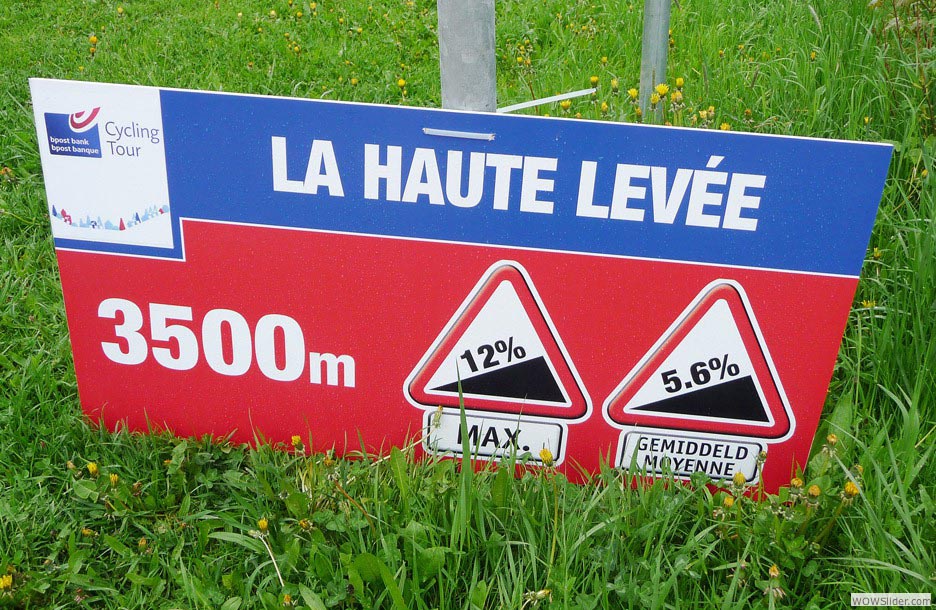 bpost bank
bpost banque
Cycling
Tour
LA HAUTE LEVÉE
3500m
12%
MAX.
5.6%
GEMIDDELD
MOYENNE
WOWSlider.com